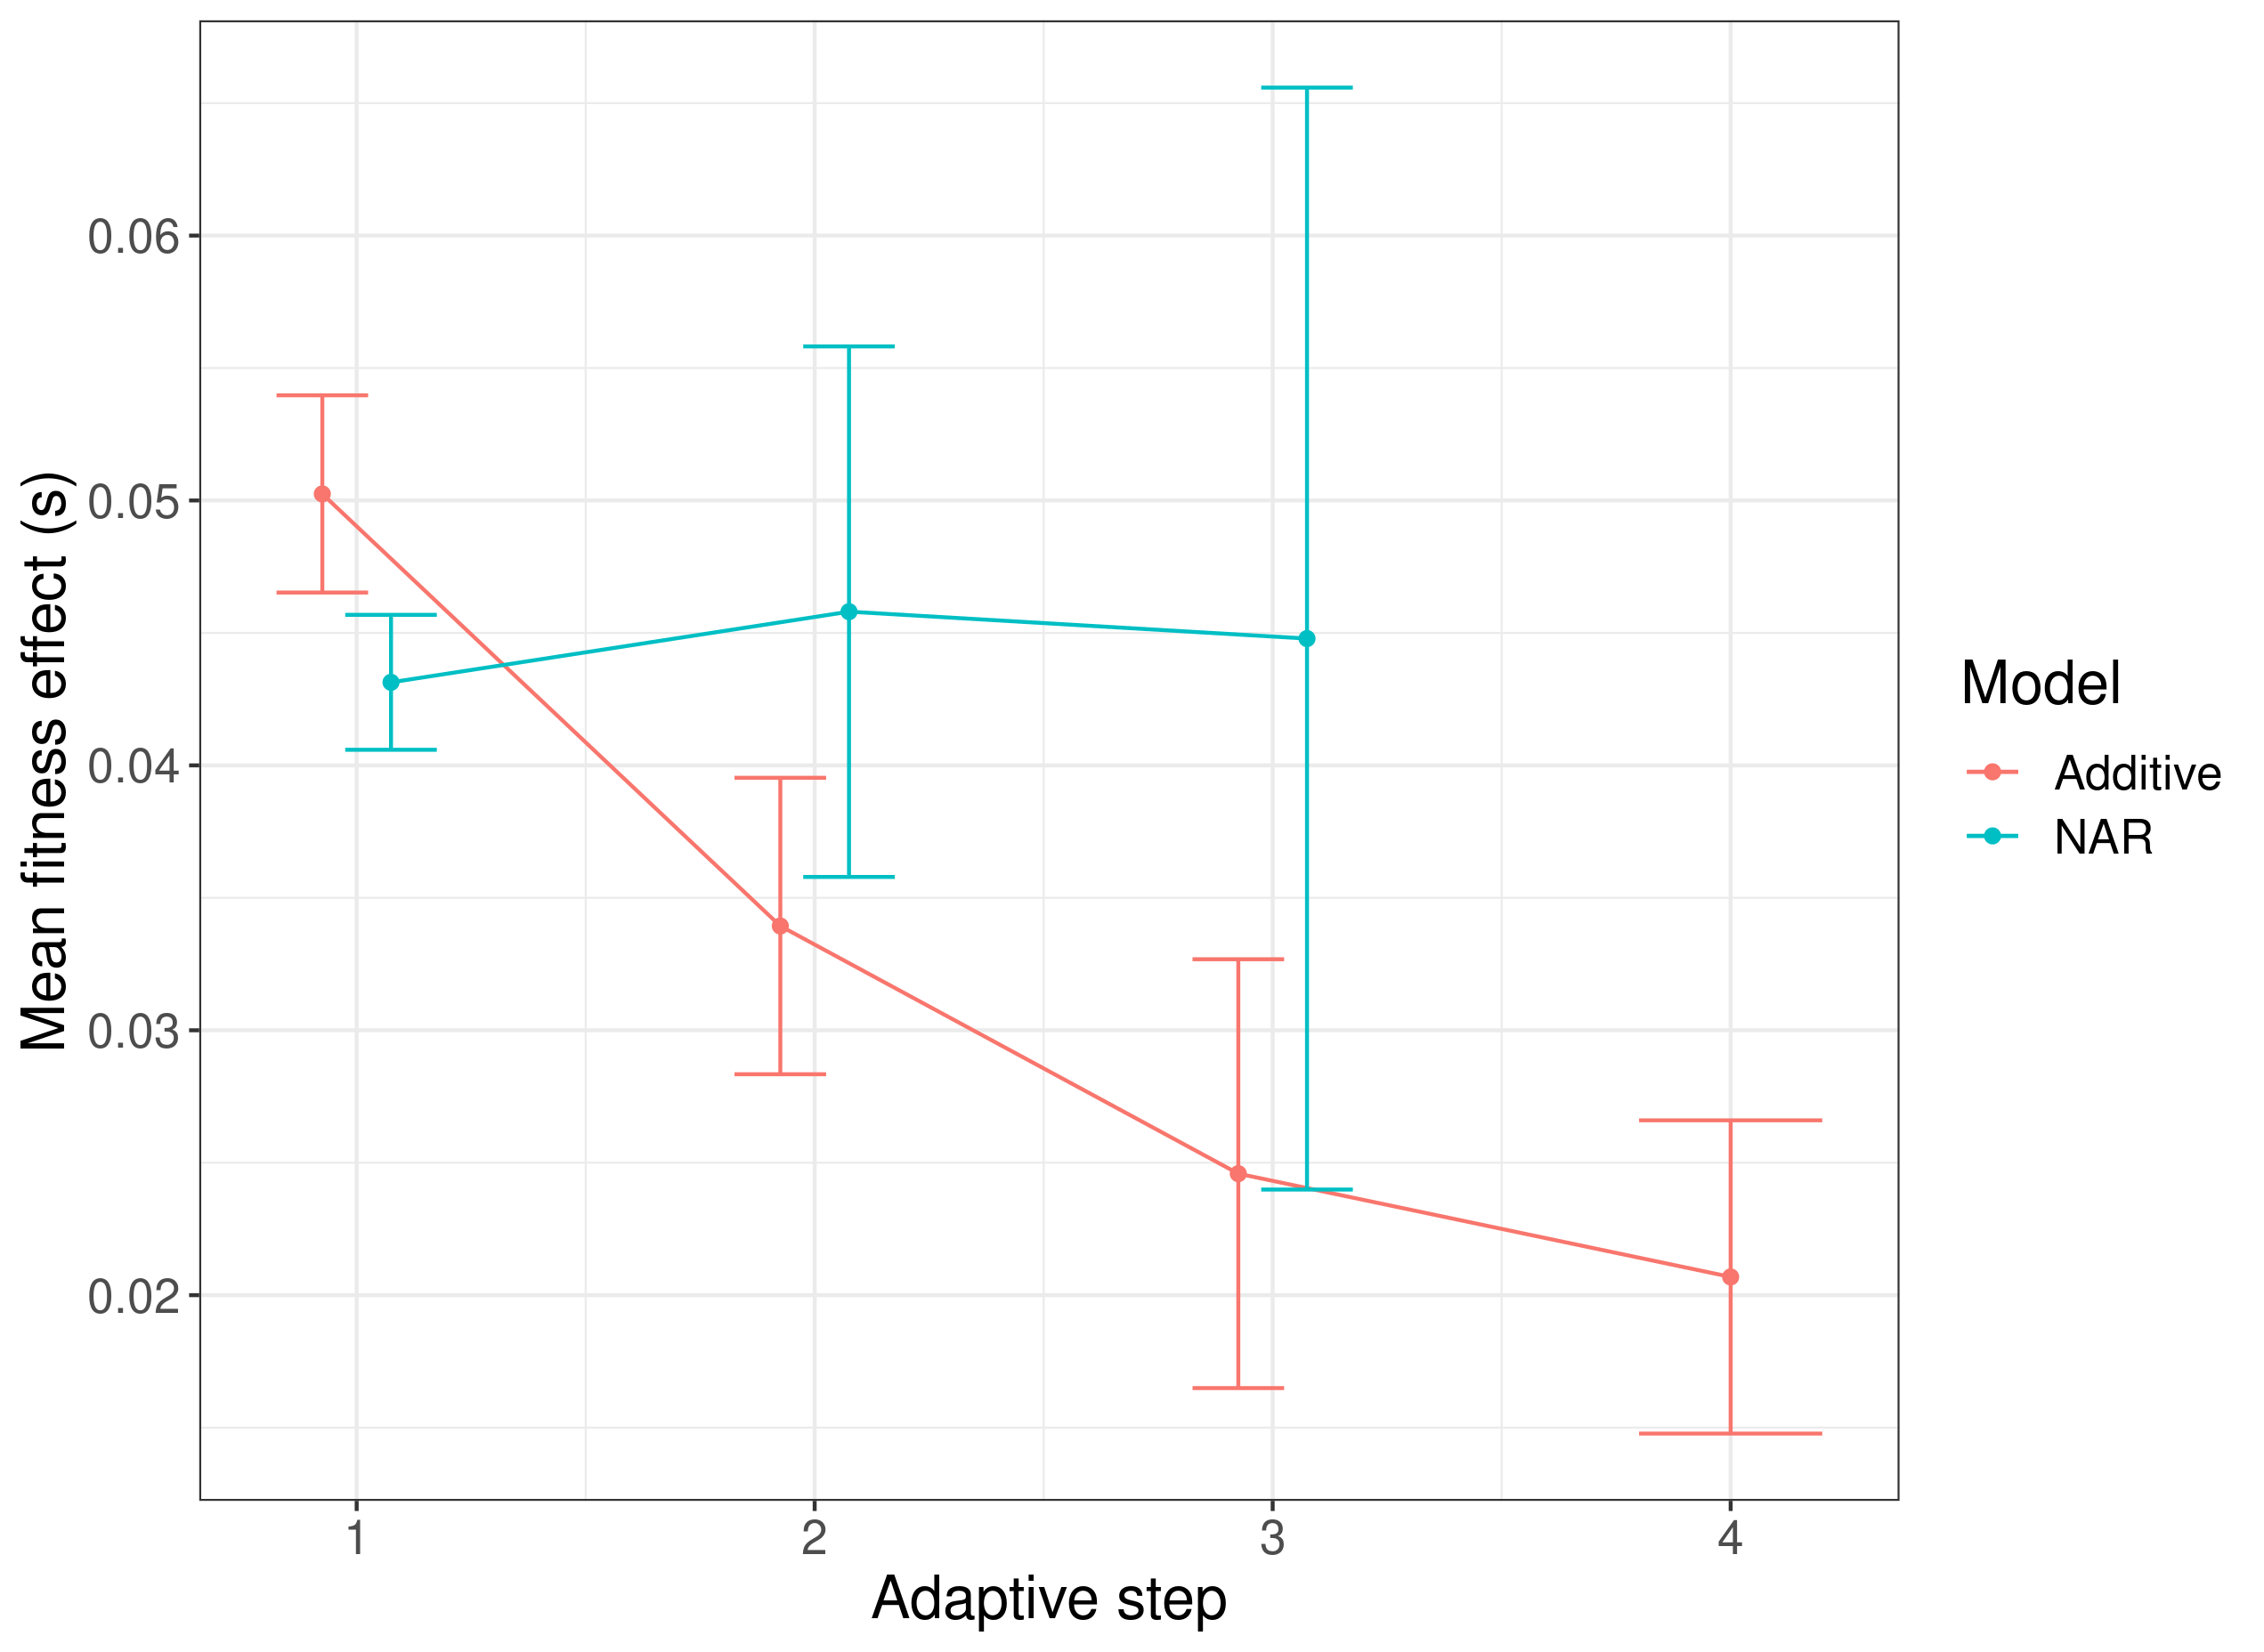 Mean fitness effect (s)
0.06
0.05
0.04
0.03
0.02
1 2 3 4
Adaptive step
Model
Additive
NAR